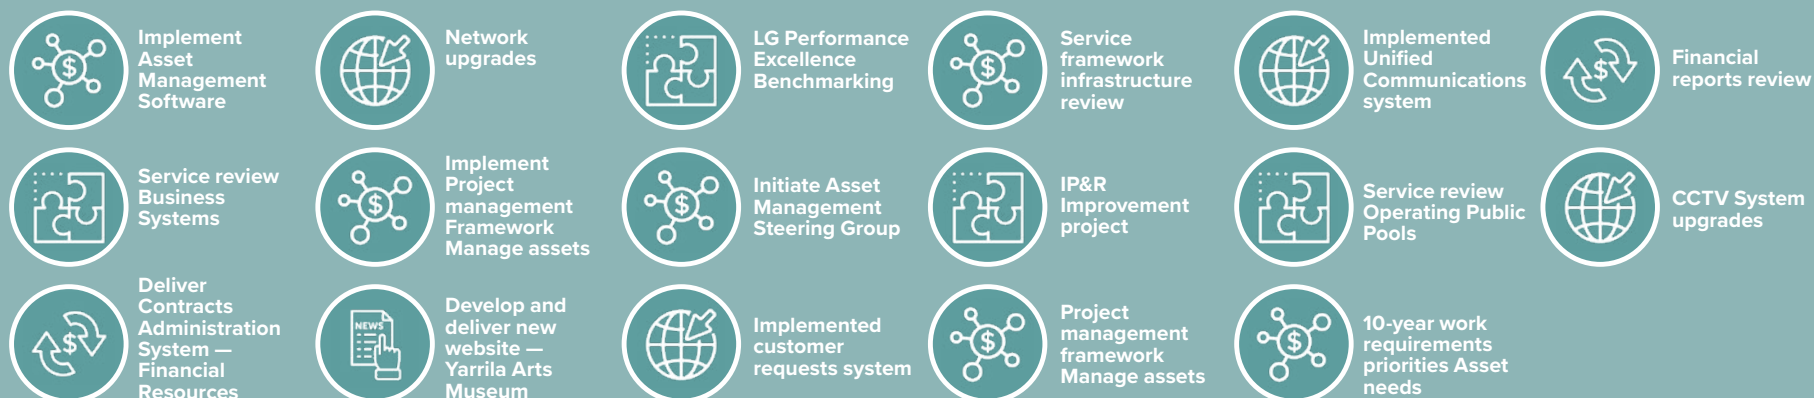 Implement
Asset
Management
Software
Network
upgrades
LG Performance
Excellence
Benchmarking
Service
framework
infrastructure
review
Implemented
Unified
Communications
system
Financial
reports review
Service review
Business
Systems
Implement
Project
management
Framework
Manage assets
Initiate Asset
Management
Steering Group
IP&R
Improvement
project
Service review
Operating Public
Pools
CCTV System
upgrades
Deliver
Contracts
Administration
System —
Financial
Resources
NEWS
Develop and
deliver new
website —
Yarrila Arts
Museum
Implemented
customer
requests system
Project
management
framework
Manage assets
10-year work
requirements
priorities Asset
needs